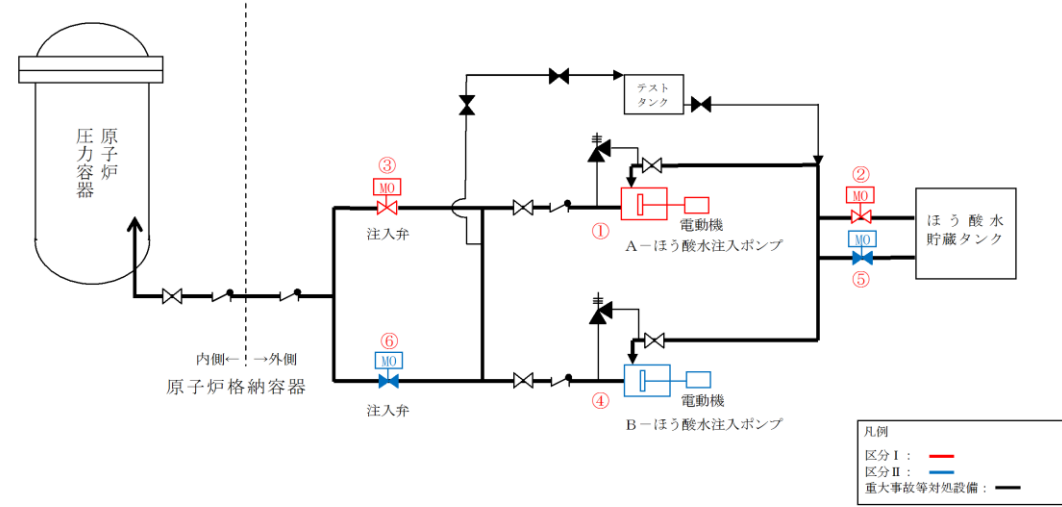 原子炉
圧力容器
テスト
タンク
③
MO
注入弁
①
電動機
A－ほう酸水注入ポンプ
②
MO
MO
⑤
ほう酸水
貯蔵タンク
内側←
→外側
原子炉格納容器
⑥
MO
注入弁
④
電動機
B－ほう酸水注入ポンプ
凡例
区分Ⅰ：
区分Ⅱ：
重大事故等対処設備：